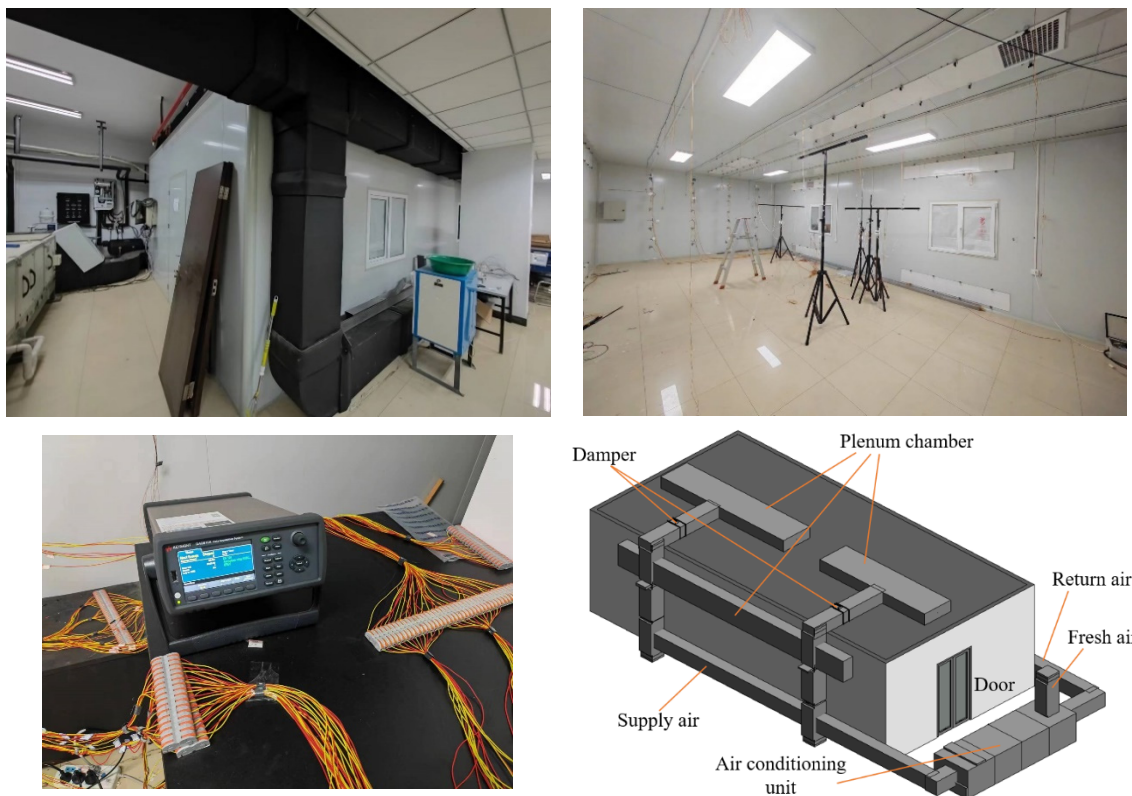 Damper
Plenum chamber
Return air
Fresh air
Door
Supply air
Air conditioning
unit